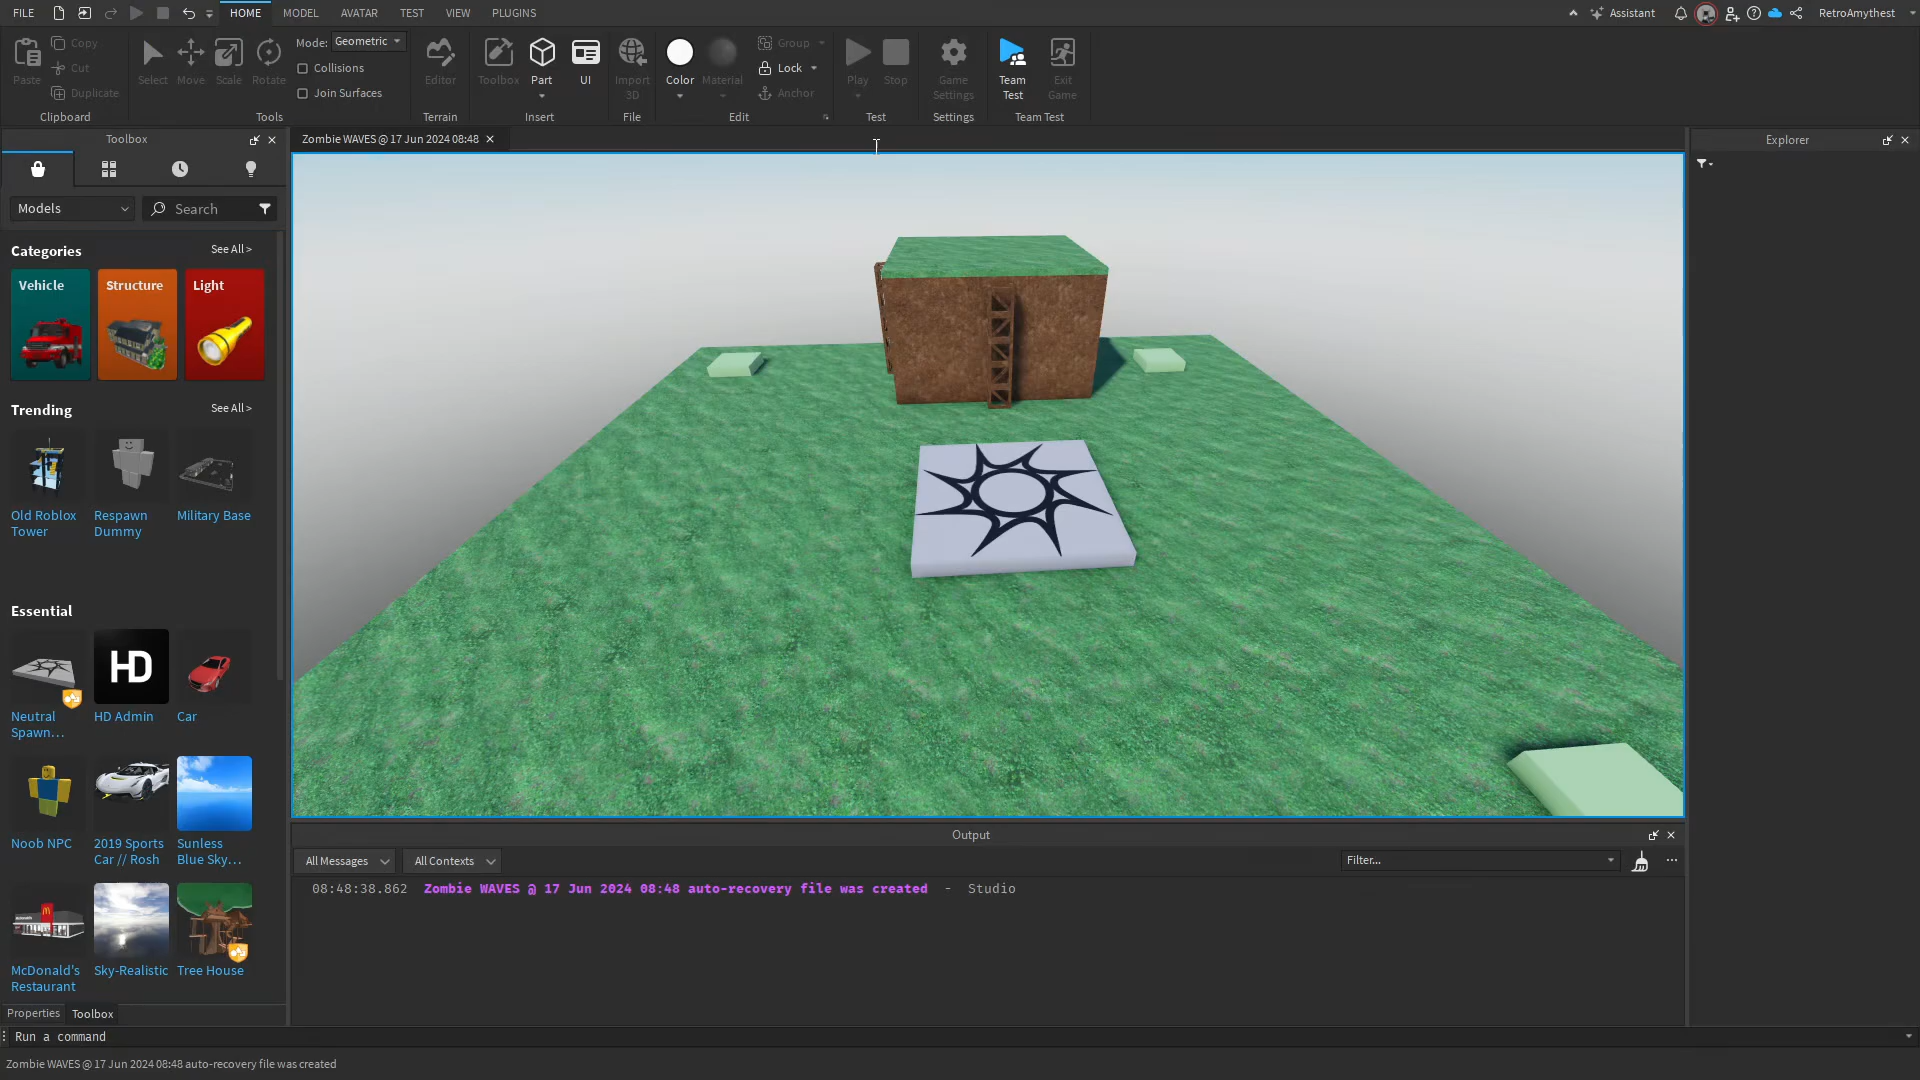 FILE HOME MODEL AVATAR TEST VIEW PLUGINS Assistant RetroAmythest
Paste Copy Cut Duplicate Clipboard
Select Move Scale Rotate Mode: Geometric Collisions Join Surfaces Tools
Editor Terrain
Toolbox Part UI Insert
Import 3D File
Color Material Group Lock Anchor Edit
Play Stop Test
Game Settings Settings
Team Test Exit Game Team Test
Toolbox
Zombie WAVES @ 17 Jun 2024 08:48
Explorer
Models Search
Categories See All >
Vehicle Structure Light
Trending See All >
Old Roblox Tower
Respawn Dummy
Military Base
Essential
HD
Neutral Spawn...
HD Admin
Car
Noob NPC
2019 Sports Car // Rosh
Sunless Blue Sky...
McDonald's Restaurant
Sky-Realistic
Tree House
Properties Toolbox
Output
All Messages All Contexts Filter...
08:48:38.862 Zombie WAVES @ 17 Jun 2024 08:48 auto-recovery file was created - Studio
Run a command
Zombie WAVES @ 17 Jun 2024 08:48 auto-recovery file was created